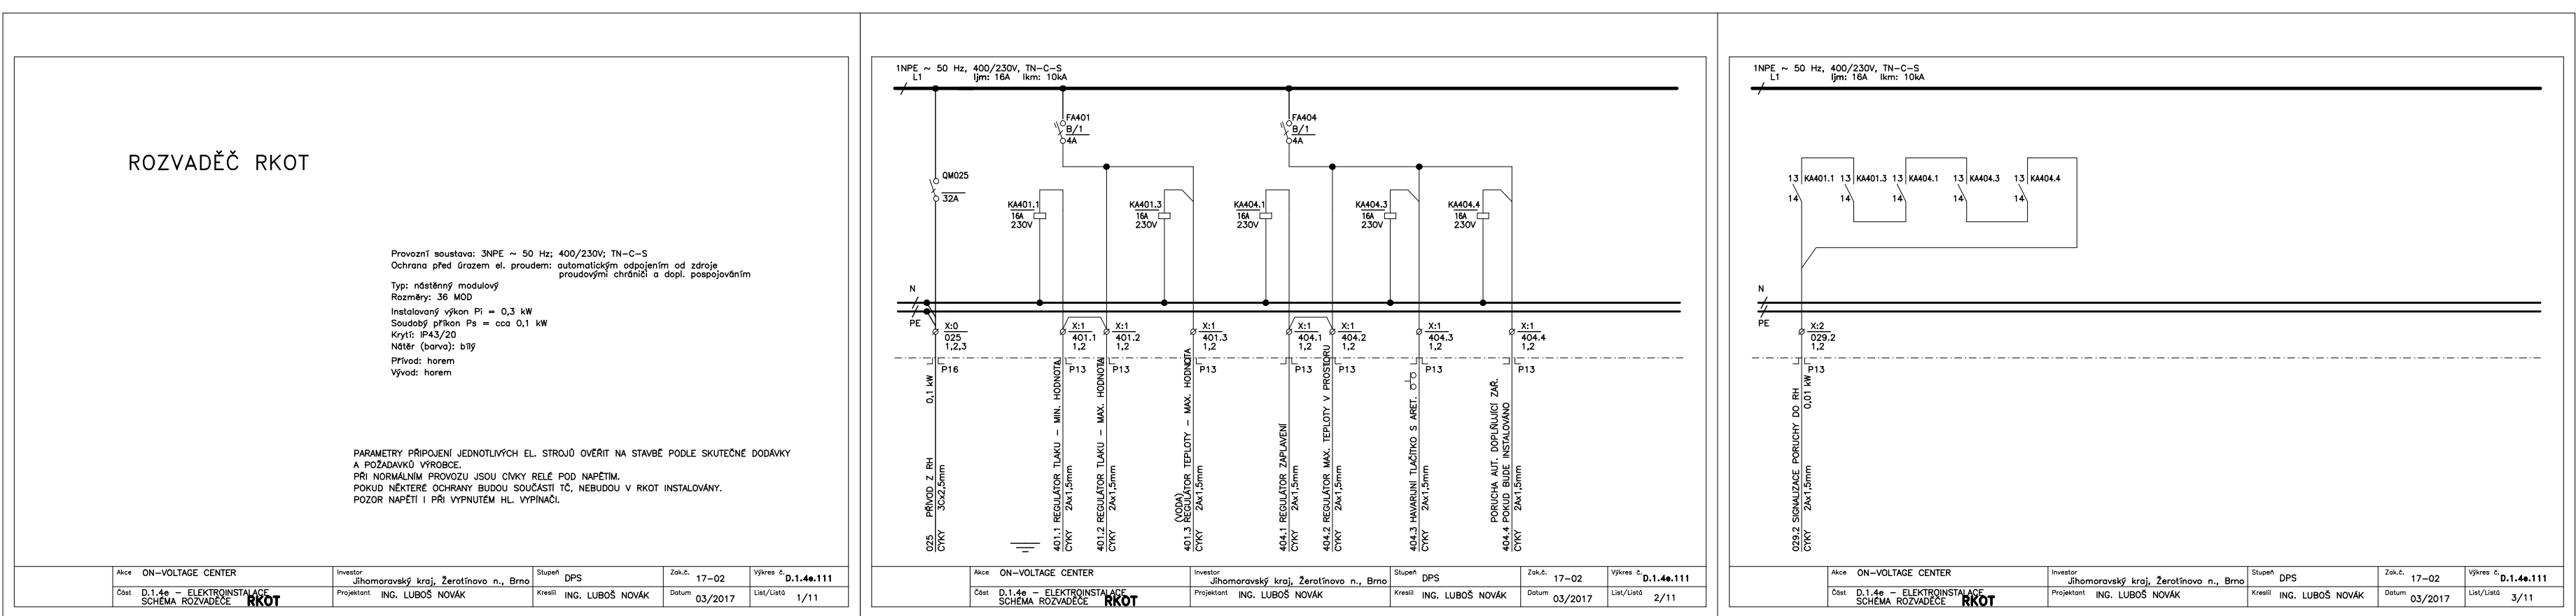 ROZVADĚČ RKOT
Provozní soustava: 3NPE ~ 50 Hz; 400/230V; TN-C-S
Ochrana před úrazem el. proudem: automatickým odpojením od zdroje
proudovými chrániči a dopl. pospojováním
Typ: nástěnný modulový
Rozměry: 36 MOD
Instalovaný výkon Pi = 0,3 kW
Soudobý příkon Ps = cca 0,1 kW
Krytí: IP43/20
Nátěr (barva): bílý
Přívod: horem
Vývod: horem
PARAMETRY PŘIPOJENÍ JEDNOTLIVÝCH EL. STROJŮ OVĚŘIT NA STAVBĚ PODLE SKUTEČNÉ DODÁVKY
A POŽADAVKŮ VÝROBCE.
PŘI NORMÁLNÍM PROVOZU JSOU CÍVKY RELÉ POD NAPĚTÍM.
POKUD NĚKTERÉ OCHRANY BUDOU SOUČÁSTÍ TČ, NEBUDOU V RKOT INSTALOVÁNY.
POZOR NAPĚTÍ I PŘI VYPNUTÉM HL. VYPÍNAČI.
Akce ON-VOLTAGE CENTER
Investor
Jihomoravský kraj, Žerotínovo n., Brno
Stupeň DPS
Zak.č. 17-02
Výkres č. D.1.4e.111
Část D.1.4e - ELEKTROINSTALACE
SCHÉMA ROZVADĚČE RKOT
Projektant ING. LUBOŠ NOVÁK
Kreslil ING. LUBOŠ NOVÁK
Datum 03/2017
List/Listů 1/11
1NPE ~ 50 Hz, 400/230V, TN-C-S
L1 Ijm: 16A Ikm: 10kA
FA401
B/1
4A
FA404
B/1
4A
QM025
32A
KA401.1
16A
230V
KA401.3
16A
230V
KA404.1
16A
230V
KA404.3
16A
230V
KA404.4
16A
230V
N
PE
X:0
025
1,2,3
X:1
401.1
1,2
X:1
401.2
1,2
X:1
401.3
1,2
X:1
404.1
1,2
X:1
404.2
1,2
X:1
404.3
1,2
X:1
404.4
1,2
P16
P13
P13
P13
P13
P13
P13
P13
025 PŘÍVOD Z RH 0,1 kW
CYKY 3Cx2,5mm
401.1 REGULÁTOR TLAKU - MIN. HODNOTA
CYKY 2Ax1,5mm
401.2 REGULÁTOR TLAKU - MAX. HODNOTA
CYKY 2Ax1,5mm
(VODA)
401.3 REGULÁTOR TEPLOTY - MAX. HODNOTA
CYKY 2Ax1,5mm
404.1 REGULÁTOR ZAPLAVENÍ
CYKY 2Ax1,5mm
404.2 REGULÁTOR MAX. TEPLOTY V PROSTORU
CYKY 2Ax1,5mm
404.3 HAVARIJNÍ TLAČÍTKO S ARET.
CYKY 2Ax1,5mm
PORUCHA AUT. DOPLŇUJÍCÍ ZAŘ.
404.4 POKUD BUDE INSTALOVÁNO
CYKY 2Ax1,5mm
Akce ON-VOLTAGE CENTER
Investor
Jihomoravský kraj, Žerotínovo n., Brno
Stupeň DPS
Zak.č. 17-02
Výkres č. D.1.4e.111
Část D.1.4e - ELEKTROINSTALACE
SCHÉMA ROZVADĚČE RKOT
Projektant ING. LUBOŠ NOVÁK
Kreslil ING. LUBOŠ NOVÁK
Datum 03/2017
List/Listů 2/11
1NPE ~ 50 Hz, 400/230V, TN-C-S
L1 Ijm: 16A Ikm: 10kA
13 KA401.1 13 KA401.3 13 KA404.1 13 KA404.3 13 KA404.4
14 14 14 14 14
N
PE
X:2
029.2
1,2
P13
029.2 SIGNALIZACE PORUCHY DO RH 0,01 kW
CYKY 2Ax1,5mm
Akce ON-VOLTAGE CENTER
Investor
Jihomoravský kraj, Žerotínovo n., Brno
Stupeň DPS
Zak.č. 17-02
Výkres č. D.1.4e.111
Část D.1.4e - ELEKTROINSTALACE
SCHÉMA ROZVADĚČE RKOT
Projektant ING. LUBOŠ NOVÁK
Kreslil ING. LUBOŠ NOVÁK
Datum 03/2017
List/Listů 3/11